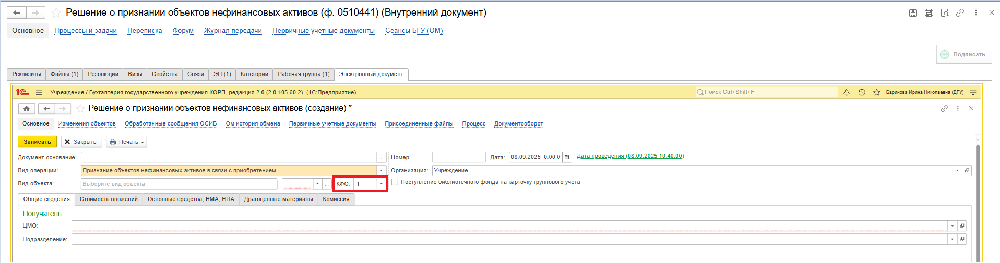 Решение о признании объектов нефинансовых активов (ф. 0510441) (Внутренний документ)
Основное Процессы и задачи Переписка Форум Журнал передачи Первичные учетные документы Сеансы БГУ (ОМ)
Подписать
Реквизиты Файлы (1) Резолюции Визы Свойства Связи ЭП (1) Категории Рабочая группа (1) Электронный документ
1С Учреждение / Бухгалтерия государственного учреждения КОРП, редакция 2.0 (2.0.105.60.2) (1С:Предприятие) Поиск Ctrl+Shift+F Баринова Ирина Николаевна (ДГУ)
Решение о признании объектов нефинансовых активов (создание) *
Основное Изменения объектов Обработанные сообщения ОСИБ Ом история обмена Первичные учетные документы Присоединенные файлы Процесс Документооборот
Записать Закрыть Печать
Документ-основание: ... Номер: Дата: 08.09.2025 0:00:0 Дата проведения (08.09.2025 10:40:00)
Вид операции: Признание объектов нефинансовых активов в связи с приобретением Организация: Учреждение
Вид объекта: Выберите вид объекта ... КФО: 1 Поступление библиотечного фонда на карточку группового учета
Общие сведения Стоимость вложений Основные средства, НМА, НПА Драгоценные материалы Комиссия
Получатель
ЦМО:
Подразделение: